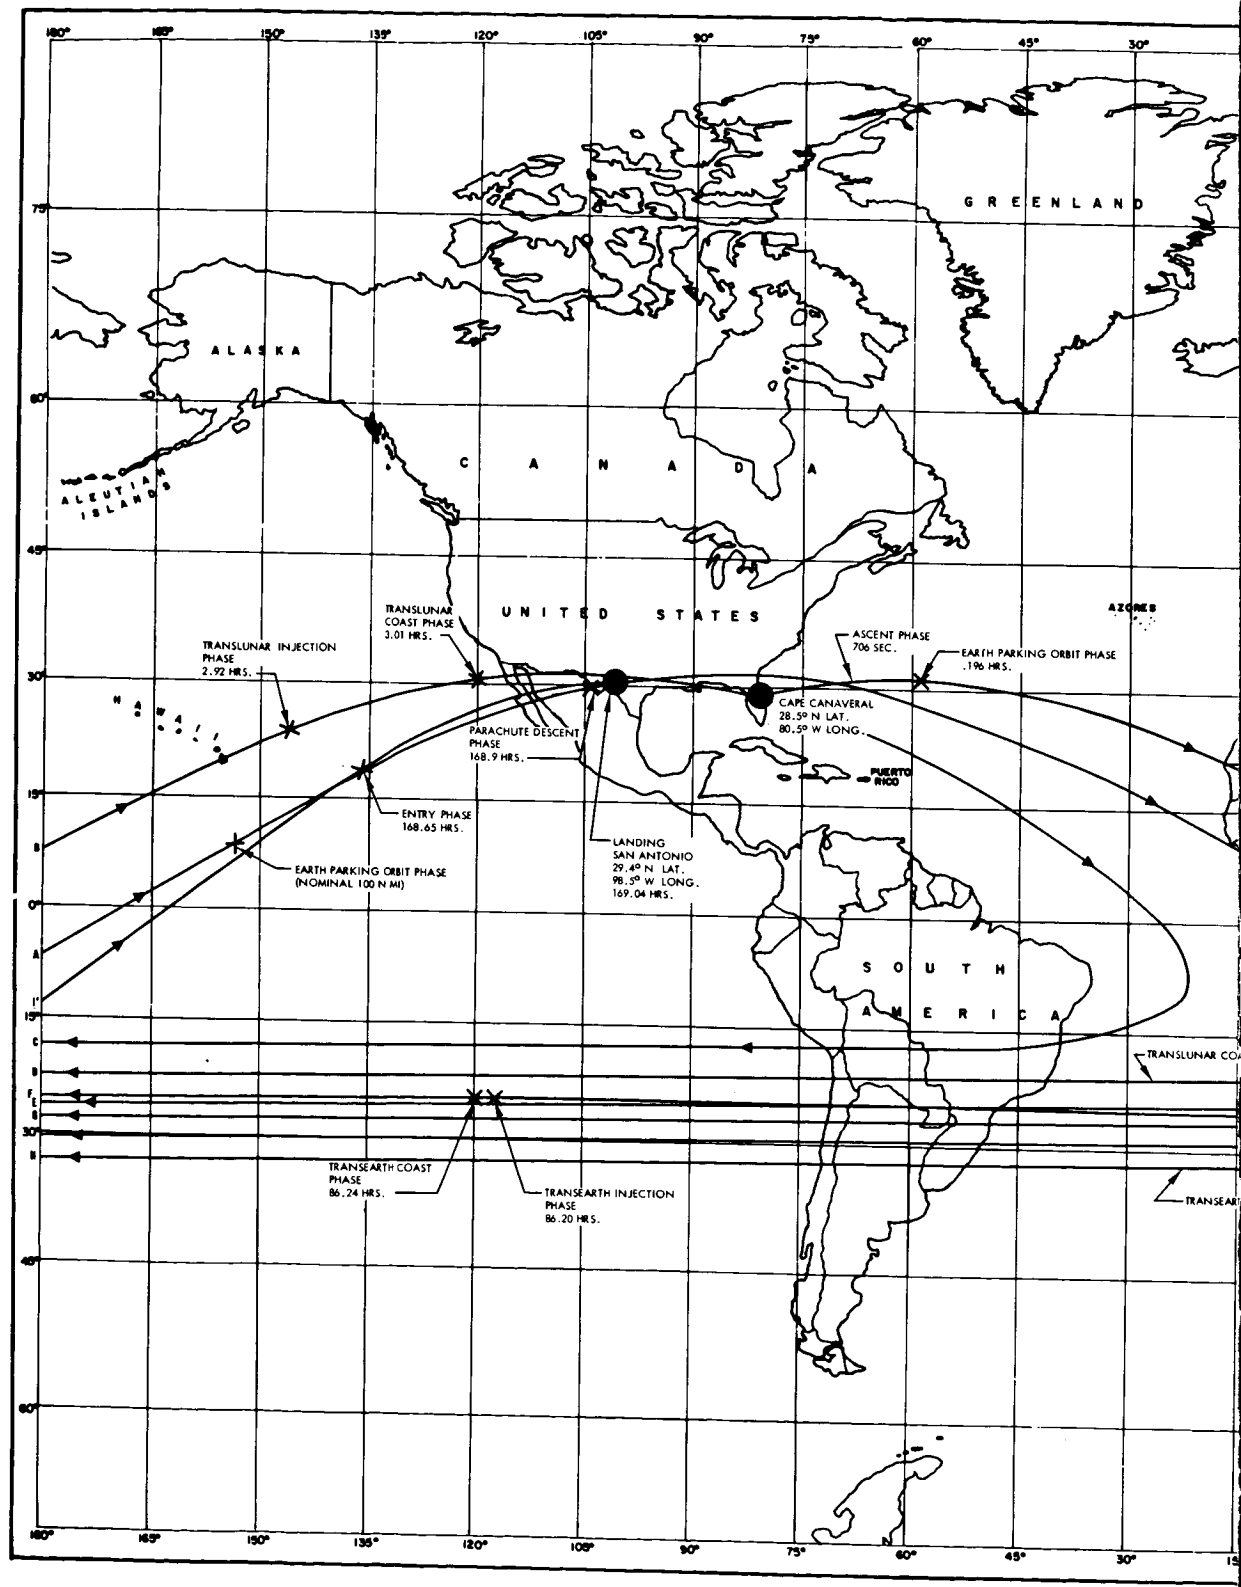 180° 165° 150° 135° 120° 105° 90° 75° 60° 45° 30°
GREENLAND
75°
ALASKA
60°
CANADA
ALEUTIAN
ISLANDS
45°
UNITED STATES
AZORES
TRANSLUNAR
COAST PHASE
3.01 HRS.
ASCENT PHASE
706 SEC.
TRANSLUNAR INJECTION
PHASE
2.92 HRS.
EARTH PARKING ORBIT PHASE
.196 HRS.
30°
HAWAII
CAPE CANAVERAL
28.5° N LAT.
80.5° W LONG.
PARACHUTE DESCENT
PHASE
168.9 HRS.
PUERTO
RICO
15°
ENTRY PHASE
168.65 HRS.
LANDING
SAN ANTONIO
29.4° N LAT.
98.5° W LONG.
169.04 HRS.
B
EARTH PARKING ORBIT PHASE
(NOMINAL 100 N MI)
0°
A
SOUTH
AMERICA
I'
15°
C
TRANSLUNAR COA
D
F
E
G
30°
H
TRANSEARTH COAST
PHASE
86.24 HRS.
TRANSEARTH INJECTION
PHASE
86.20 HRS.
TRANSEART
45°
60°
180° 165° 150° 135° 120° 105° 90° 75° 60° 45° 30° 15